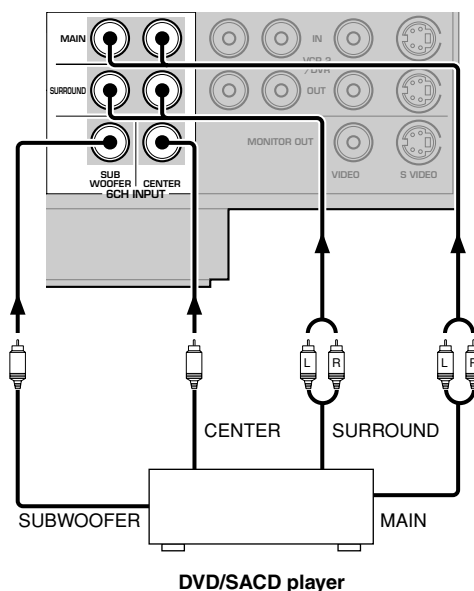 MAIN
IN
VCR 2
/DVR
SURROUND
OUT
MONITOR OUT
SUB
WOOFER
CENTER
VIDEO
S VIDEO
6CH INPUT
L
R
L
R
CENTER
SURROUND
SUBWOOFER
MAIN
DVD/SACD player